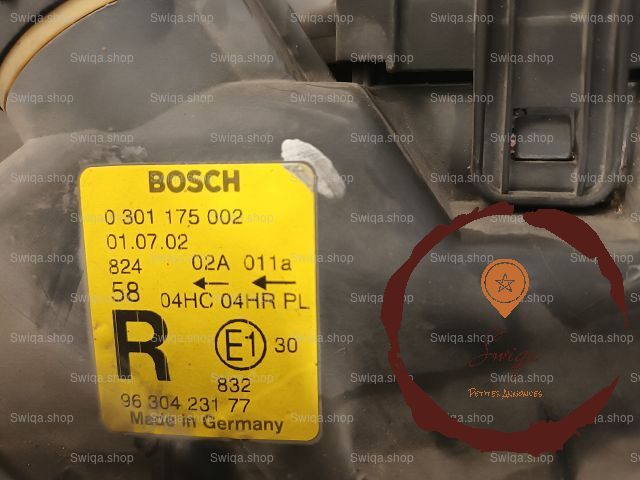 BOSCH
0 301 175 002
01.07.02
824 02A 011a
58 04HC 04HR PL
R E1 30
832
96 304 231 77
Made in Germany
Swiqa
PETITES ANNONCES
Swiqa.shop